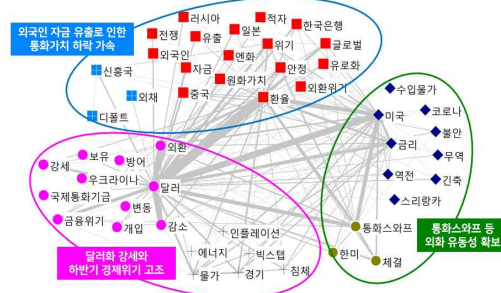 외국인 자금 유출로 인한
통화가치 하락 가속
러시아
적자
한국은행
전쟁
유출
일본
위기
글로벌
외국인
엔화
신흥국
자금
안정
유로화
원화가치
외환위기
외채
중국
환율
디폴트
수입물가
미국
코로나
불안
금리
무역
역전
긴축
스리랑카
통화스와프
한미
체결
통화스와프 등
외화 유동성 확보
외환
보유
방어
강세
우크라이나
달러
국제통화기금
변동
금융위기
개입
감소
인플레이션
에너지
빅스텝
물가
경기
침체
달러화 강세와
하반기 경제위기 고조